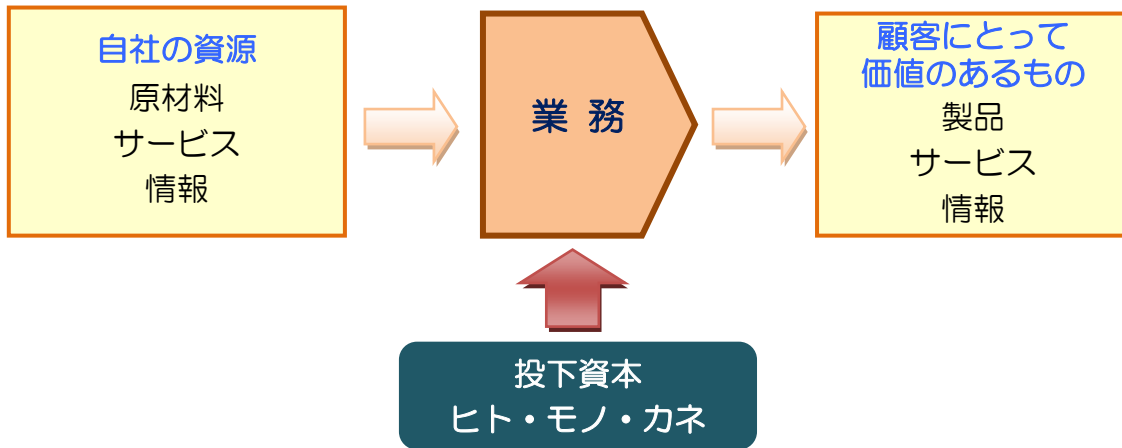 自社の資源
原材料
サービス
情報
業 務
顧客にとって
価値のあるもの
製品
サービス
情報
投下資本
ヒト・モノ・カネ